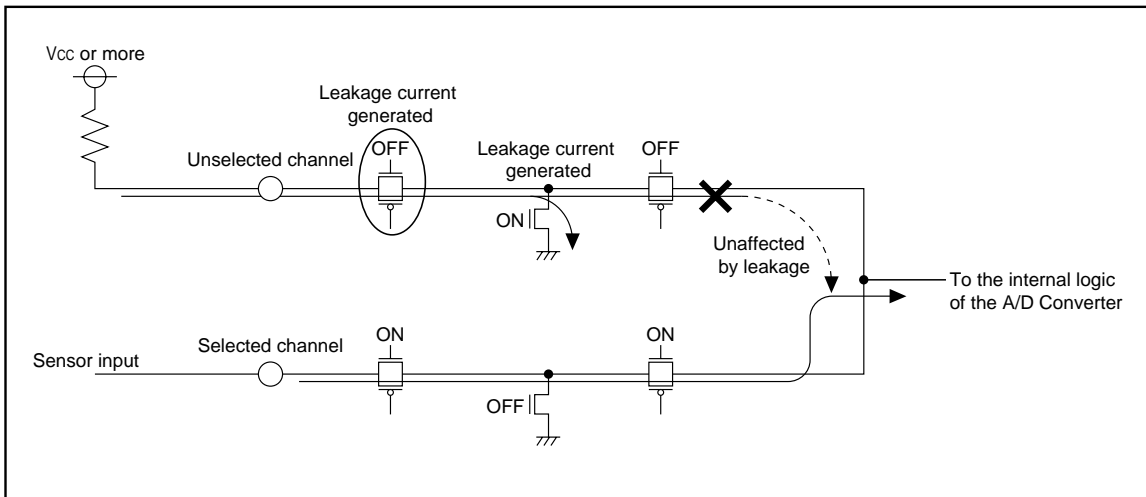 Vcc or more
Leakage current
generated
OFF
Unselected channel
Leakage current
generated
OFF
ON
Unaffected
by leakage
To the internal logic
of the A/D Converter
Sensor input
Selected channel
ON
ON
OFF